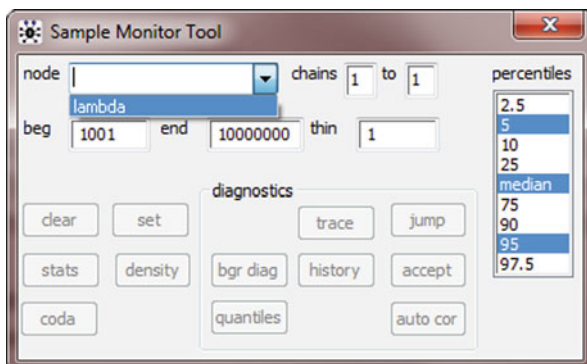 Sample Monitor Tool
node chains 1 to 1 percentiles
lambda
beg 1001 end 10000000 thin 1
2.5
5
10
25
median
75
90
95
97.5
diagnostics
clear set trace jump
stats density bgr diag history accept
coda quantiles auto cor